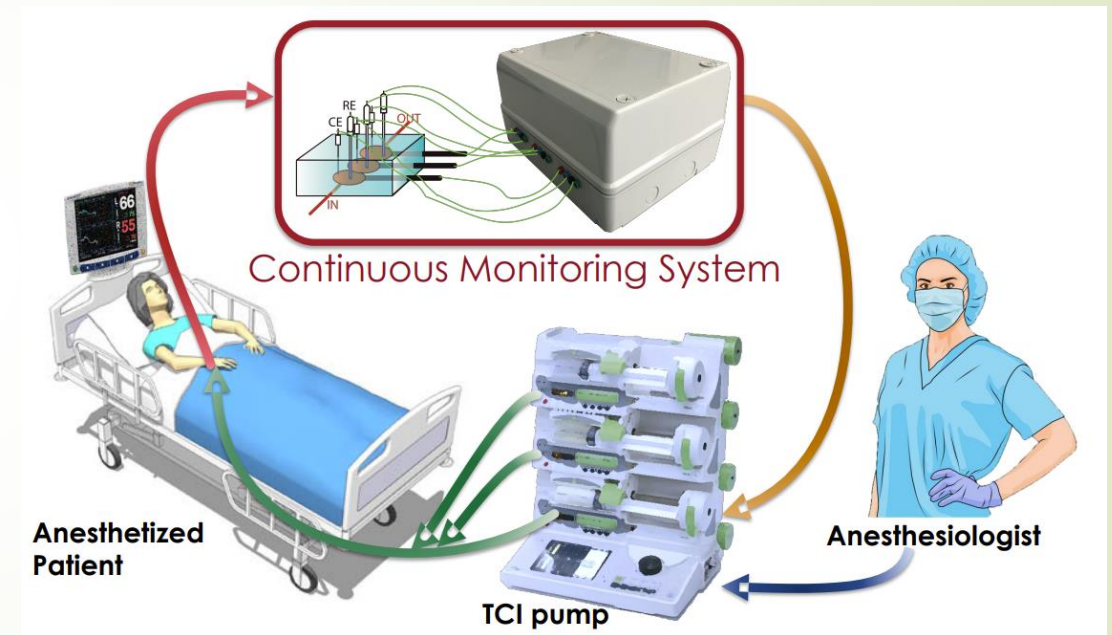 RE
CE
OUT
IN
66
55
Continuous Monitoring System
Anesthetized
Patient
Anesthesiologist
TCI pump